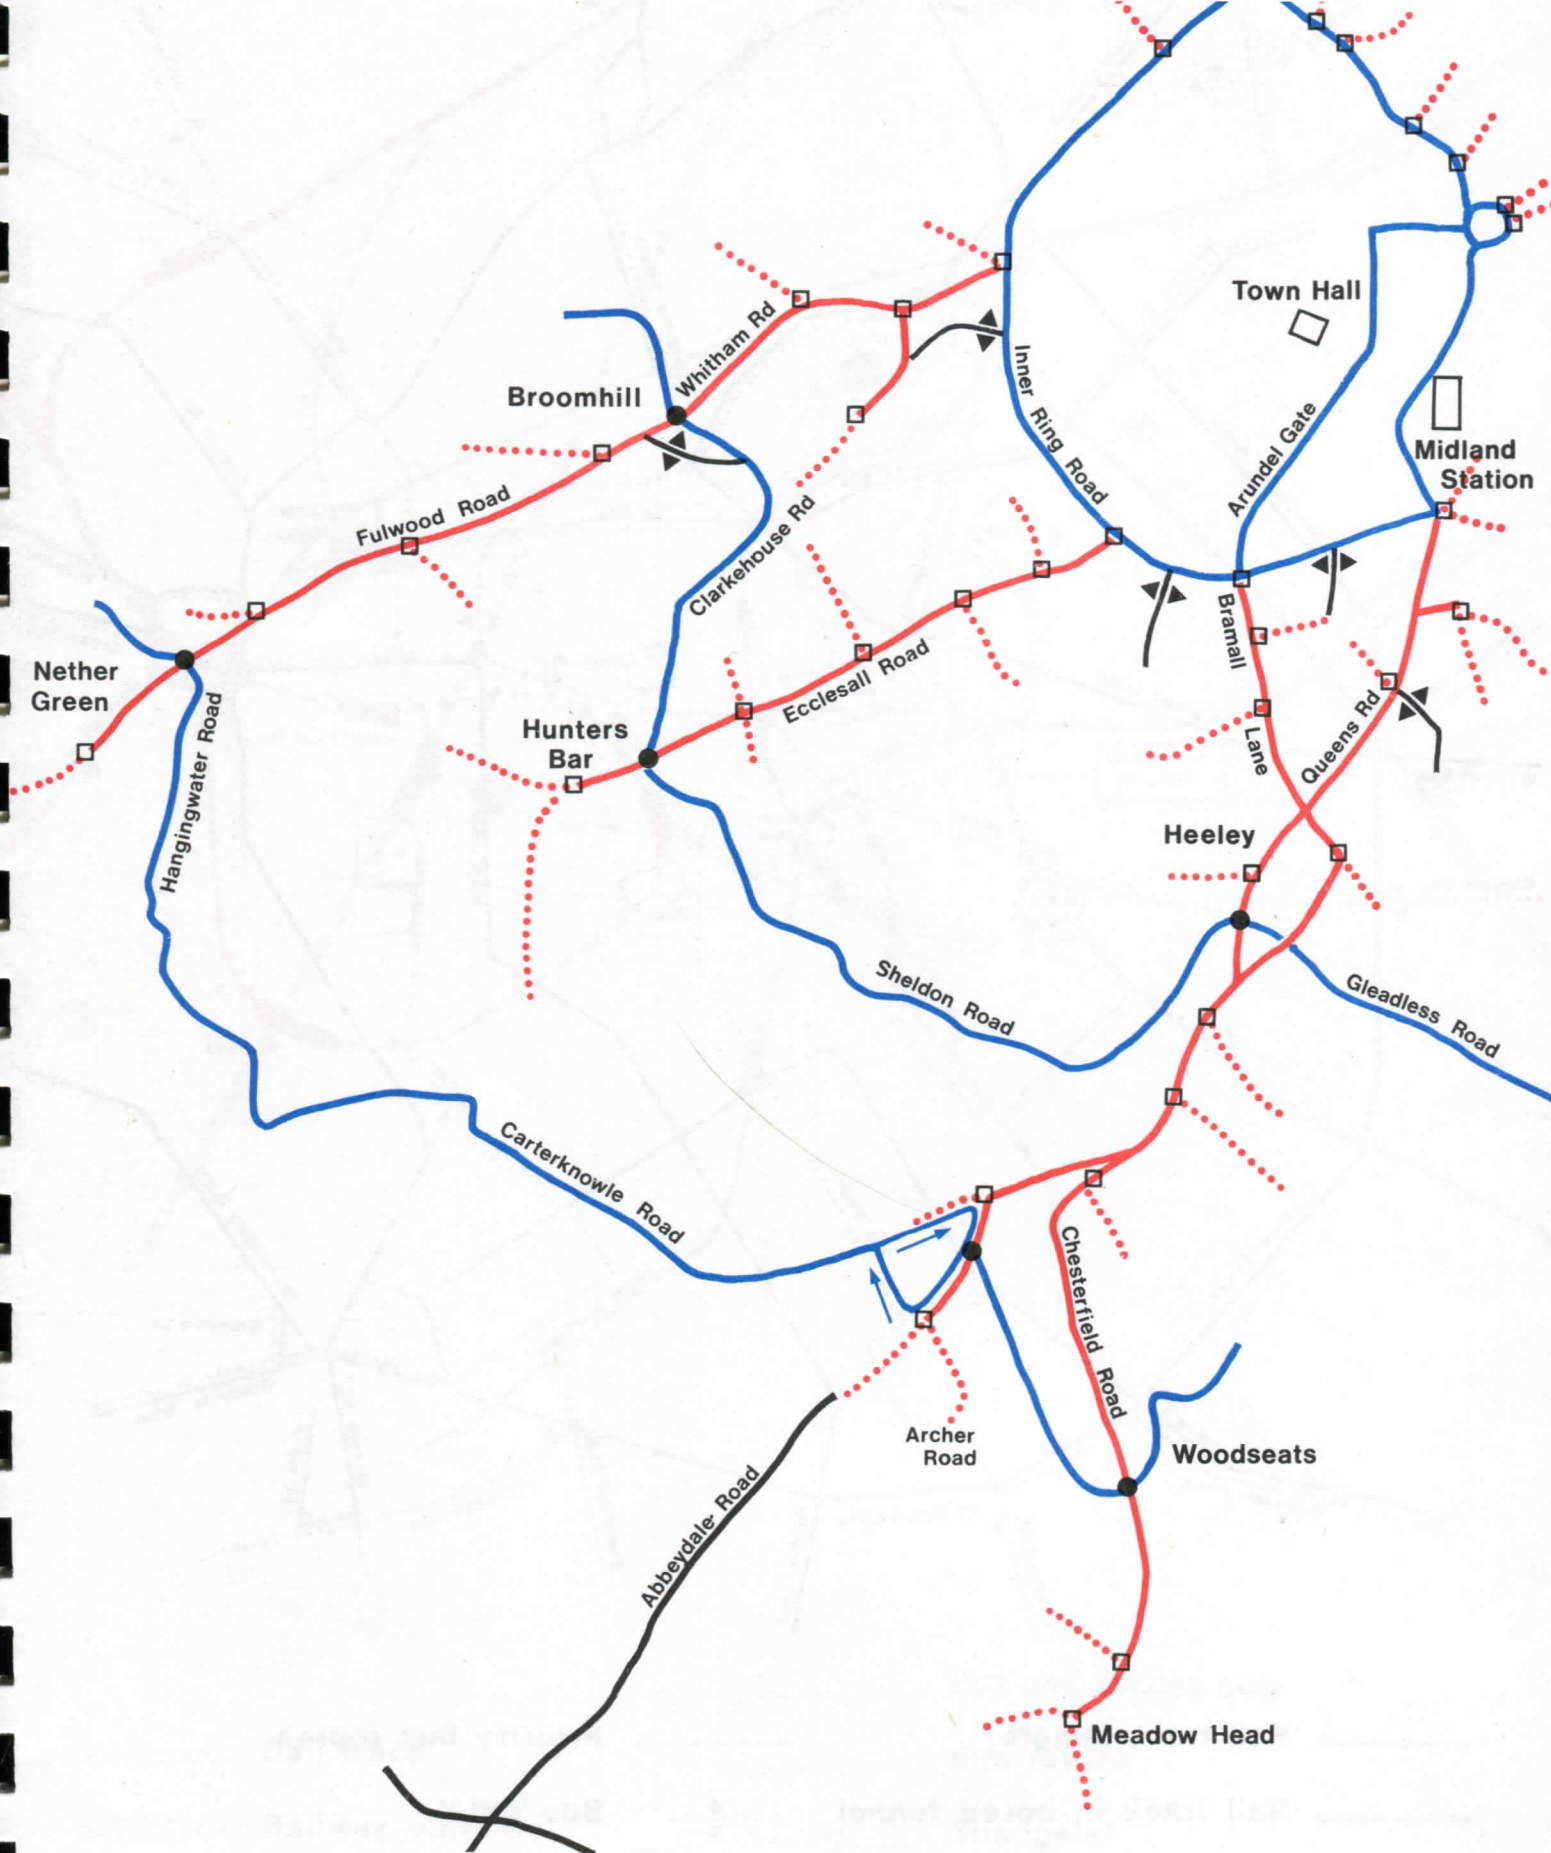 Town Hall
Whitham Rd
Broomhill
Inner Ring Road
Arundel Gate
Midland
Station
Fulwood Road
Clarkehouse Rd
Bramall Lane
Nether
Green
Hangingwater Road
Ecclesall Road
Hunters
Bar
Queens Rd
Heeley
Sheldon Road
Gleadless Road
Carterknowle Road
Chesterfield Road
Archer
Road
Woodseats
Abbeydale Road
Meadow Head